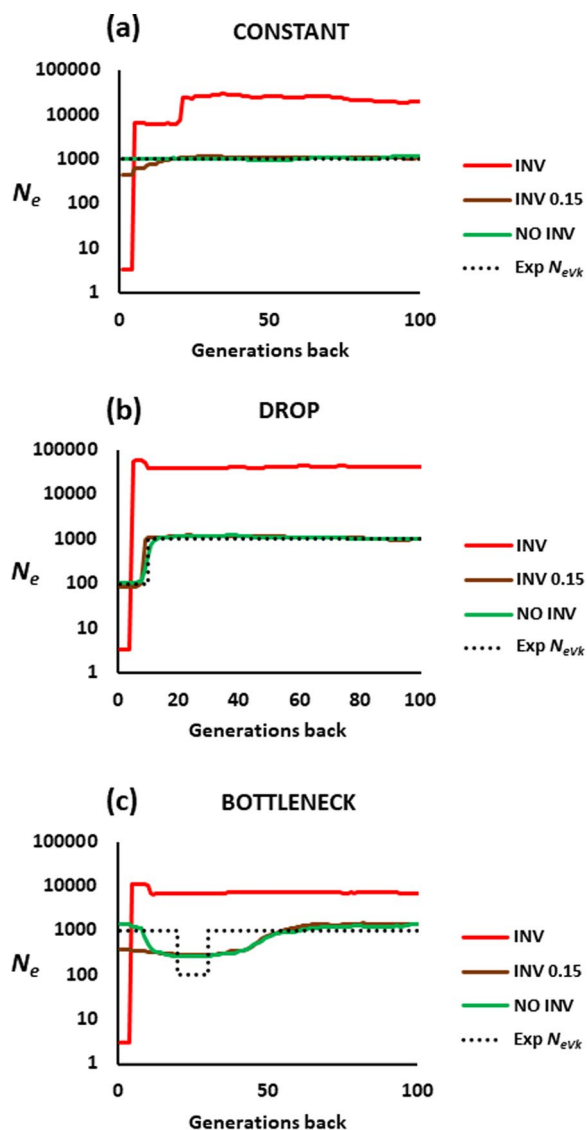 (a) CONSTANT
100000
10000
1000
100
10
1
Ne
0 50 100
Generations back
INV
INV 0.15
NO INV
Exp NeVk
(b) DROP
100000
10000
1000
100
10
1
Ne
0 20 40 60 80 100
Generations back
INV
INV 0.15
NO INV
Exp NeVk
(c) BOTTLENECK
100000
10000
1000
100
10
1
Ne
0 50 100
Generations back
INV
INV 0.15
NO INV
Exp NeVk